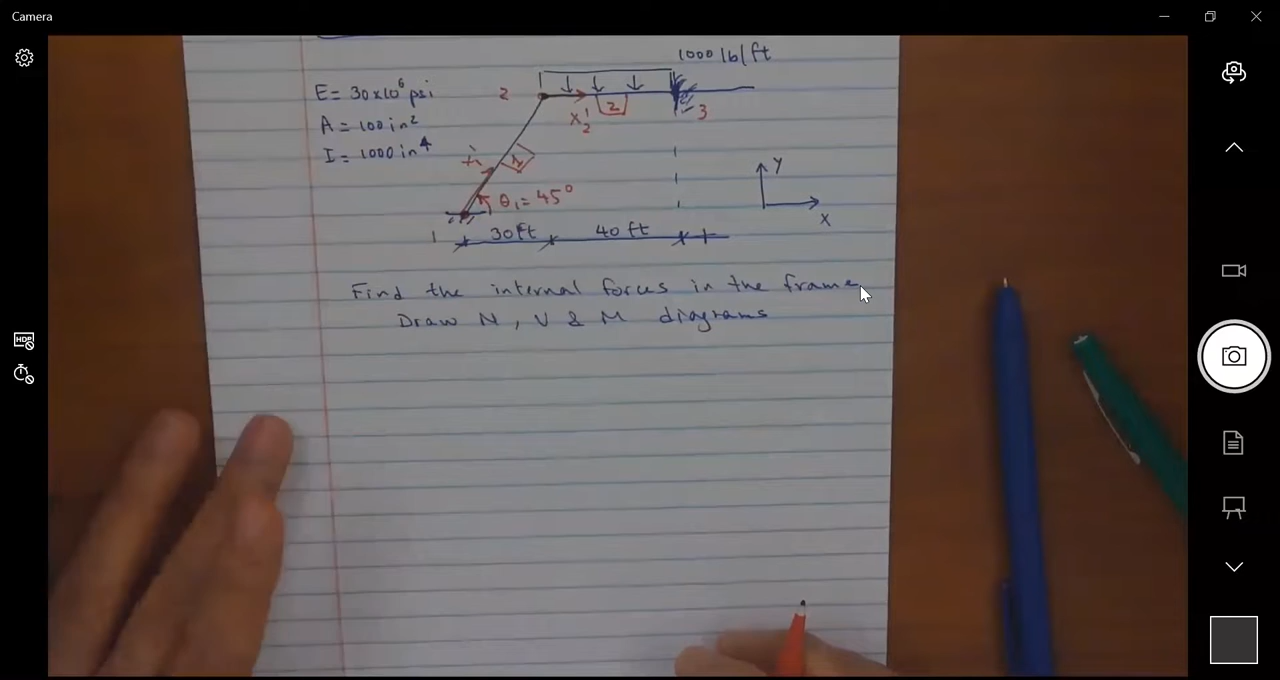 Camera
1000 lb/ft
E = 30x10⁶ psi
A = 100 in²
I = 1000 in⁴
2
x₂'
2
3
1
θ₁ = 45°
Y
X
1
30 ft
40 ft
Find the internal forces in the frame
Draw N, V & M diagrams